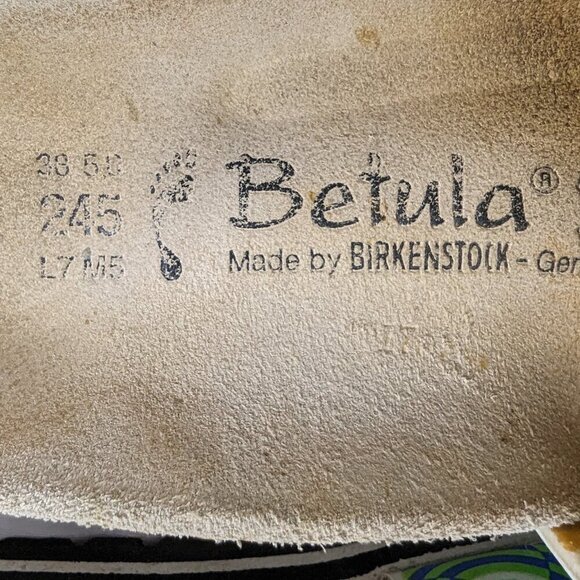 38 5.0
245
L7 M5
Betula®
Made by BIRKENSTOCK - Ger